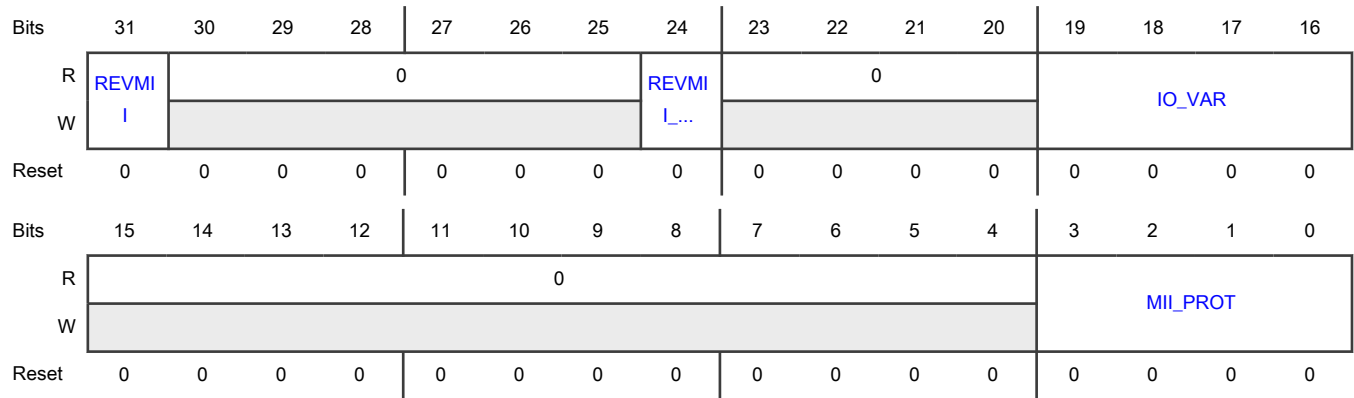 Bits 31 30 29 28 27 26 25 24 23 22 21 20 19 18 17 16
R REVMI 0 REVMI 0 IO_VAR
W I I_...
Reset 0 0 0 0 0 0 0 0 0 0 0 0 0 0 0 0
Bits 15 14 13 12 11 10 9 8 7 6 5 4 3 2 1 0
R 0 MII_PROT
W
Reset 0 0 0 0 0 0 0 0 0 0 0 0 0 0 0 0